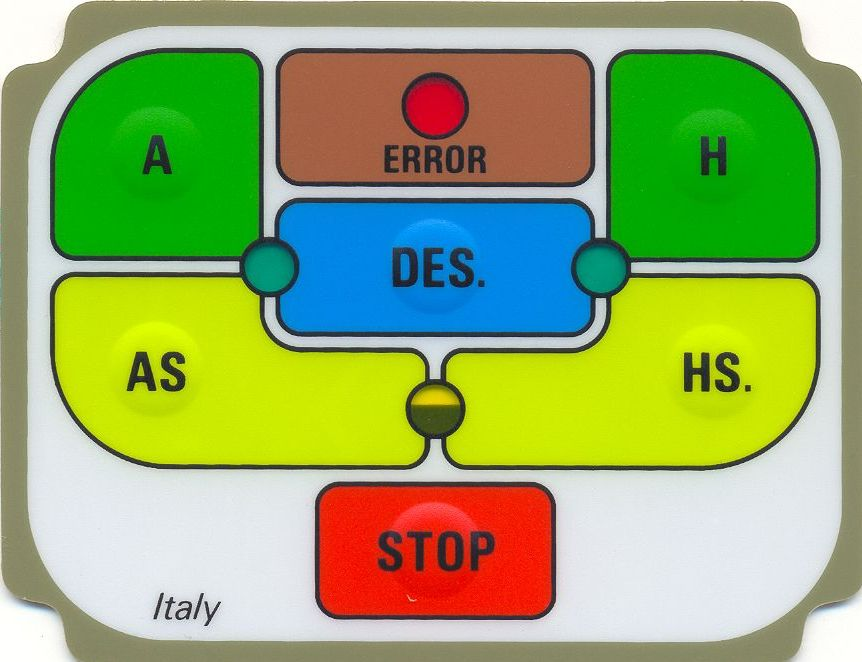 A
ERROR
H
DES.
AS
HS.
STOP
Italy